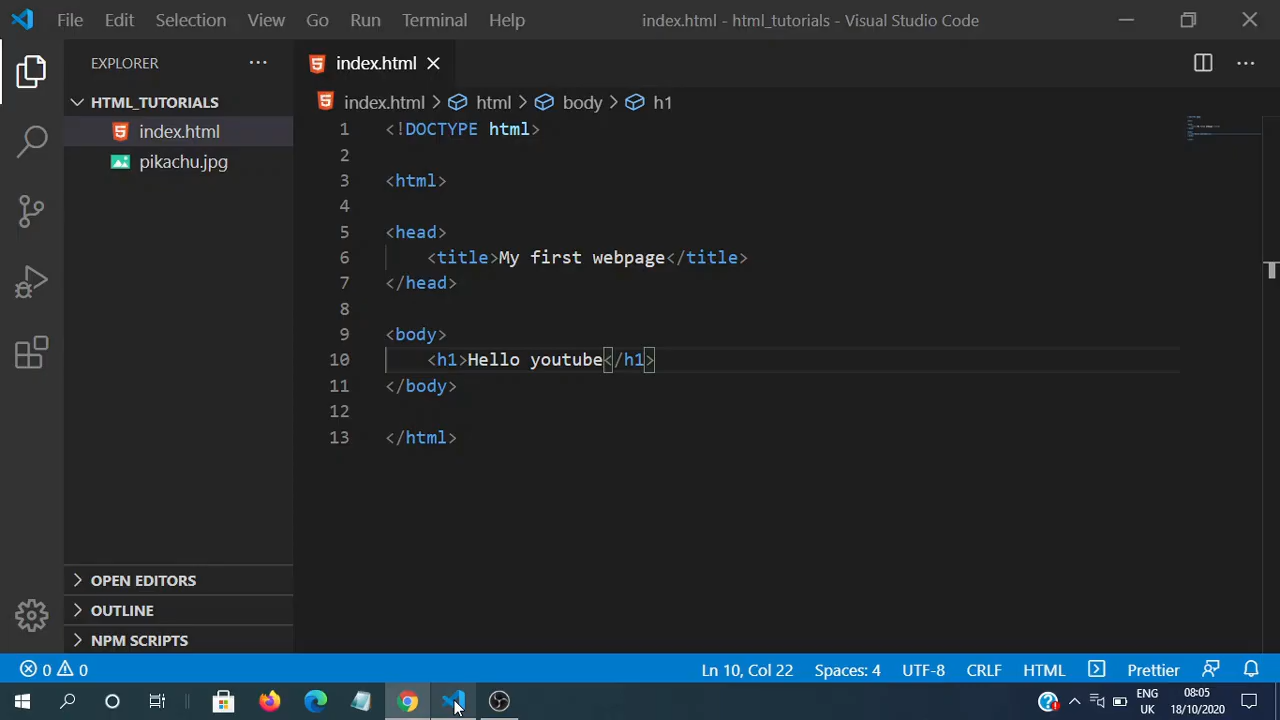 File Edit Selection View Go Run Terminal Help index.html - html_tutorials - Visual Studio Code
EXPLORER
HTML_TUTORIALS
index.html
pikachu.jpg
OPEN EDITORS
OUTLINE
NPM SCRIPTS
index.html
index.html > html > body > h1
1 <!DOCTYPE html>
2
3 <html>
4
5 <head>
6 <title>My first webpage</title>
7 </head>
8
9 <body>
10 <h1>Hello youtube</h1>
11 </body>
12
13 </html>
0 0 Ln 10, Col 22 Spaces: 4 UTF-8 CRLF HTML Prettier
ENG 08:05
UK 18/10/2020